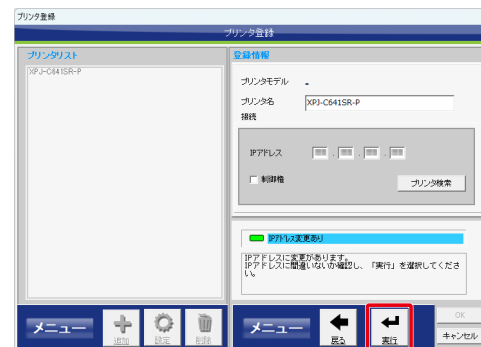 プリンタ登録
プリンタ登録
プリンタリスト
XPJ-C641SR-P
登録情報
プリンタモデル -
プリンタ名 XPJ-C641SR-P
接続
IPアドレス
制御権
プリンタ検索
IPアドレス変更あり
IPアドレスに変更があります。
IPアドレスに間違いないか確認し、「実行」を選択してくださ
い。
メニュー
追加
設定
削除
メニュー
戻る
実行
OK
キャンセル